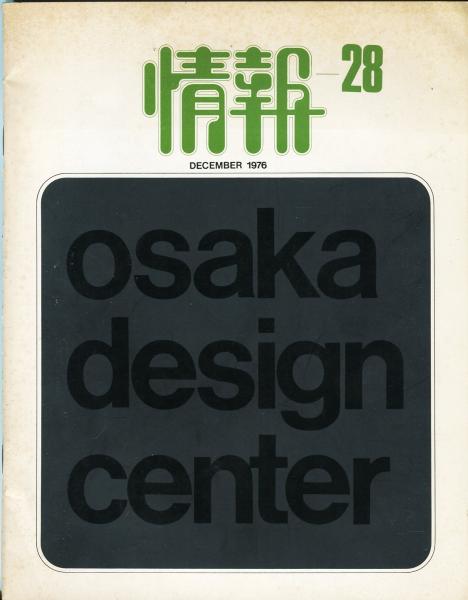 情報-28
DECEMBER 1976
osaka
design
center